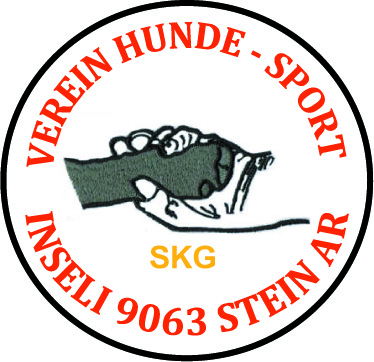 VEREIN HUNDE - SPORT
SKG
INSELI 9063 STEIN AR